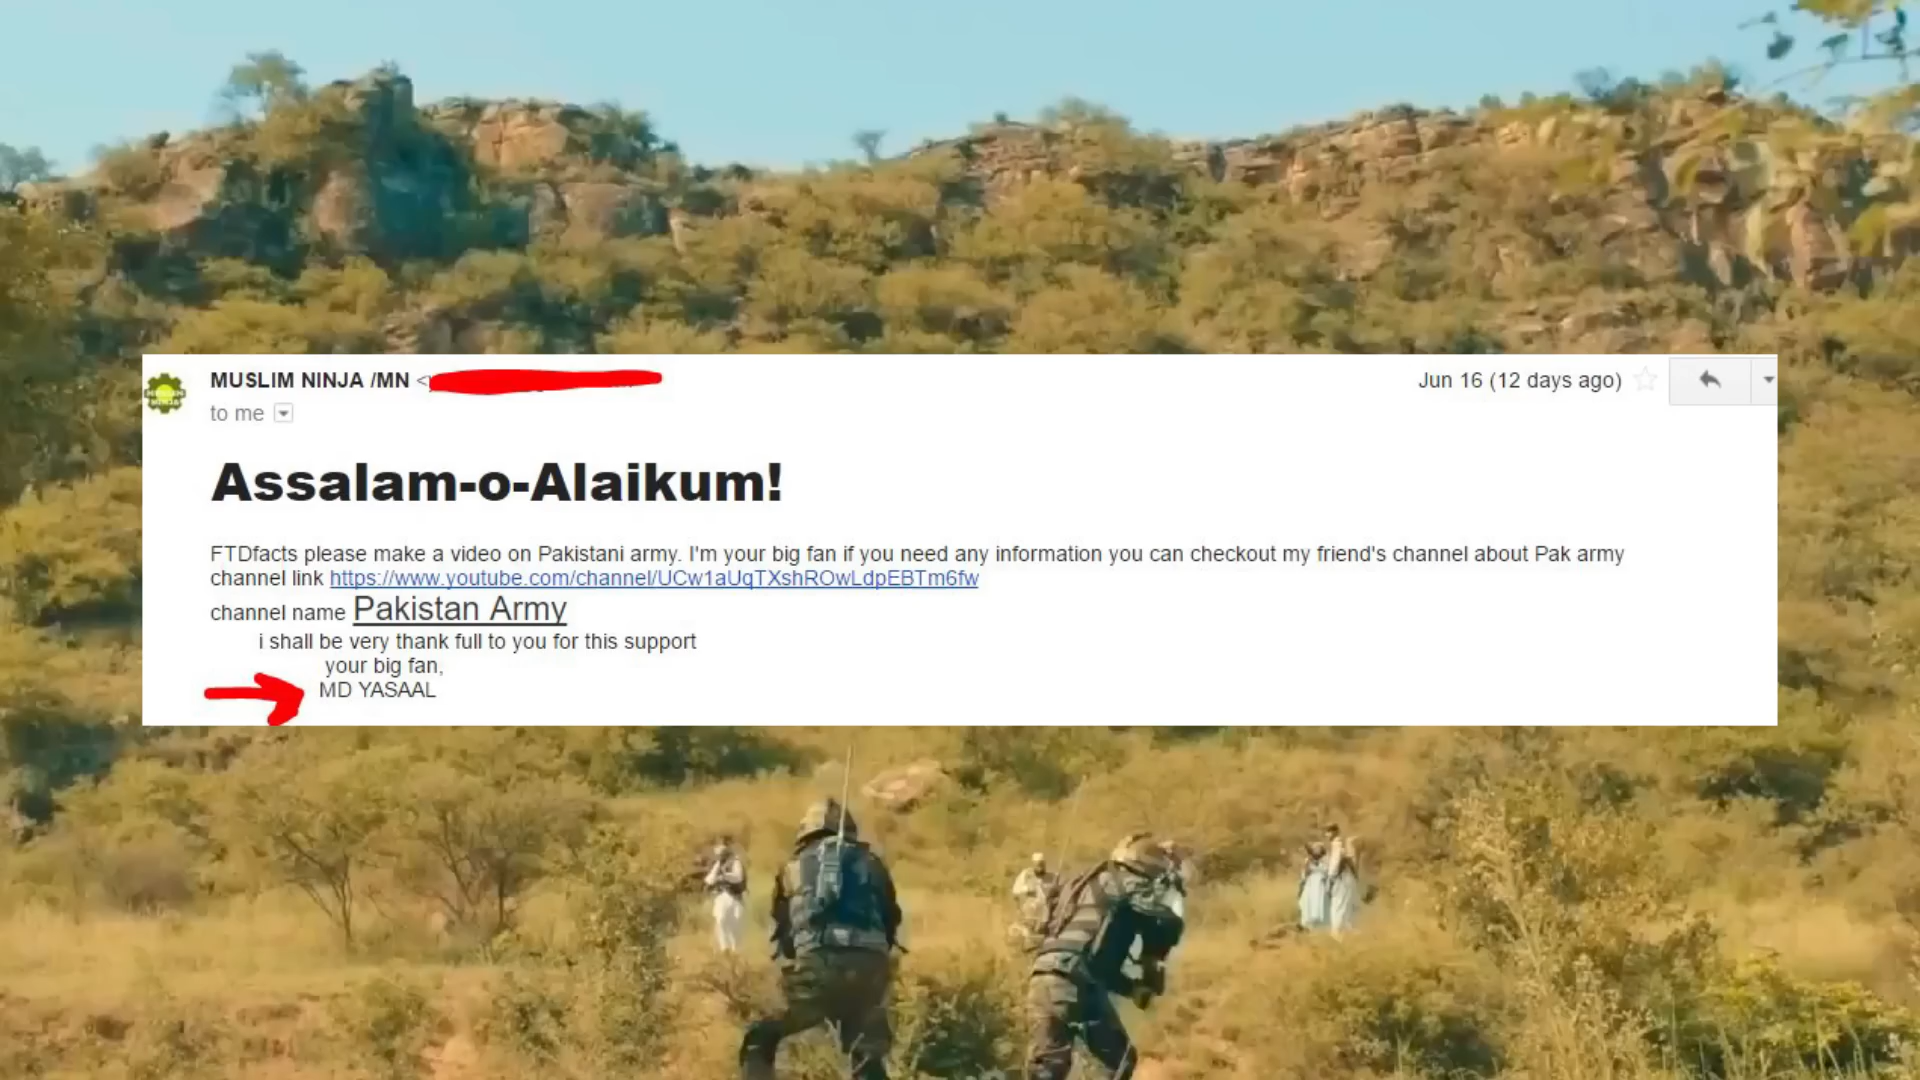 MUSLIM NINJA /MN <
Jun 16 (12 days ago)
to me
Assalam-o-Alaikum!
FTDfacts please make a video on Pakistani army. I'm your big fan if you need any information you can checkout my friend's channel about Pak army
channel link https://www.youtube.com/channel/UCw1aUqTXshROwLdpEBTm6fw
channel name Pakistan Army
i shall be very thank full to you for this support
your big fan,
MD YASAAL